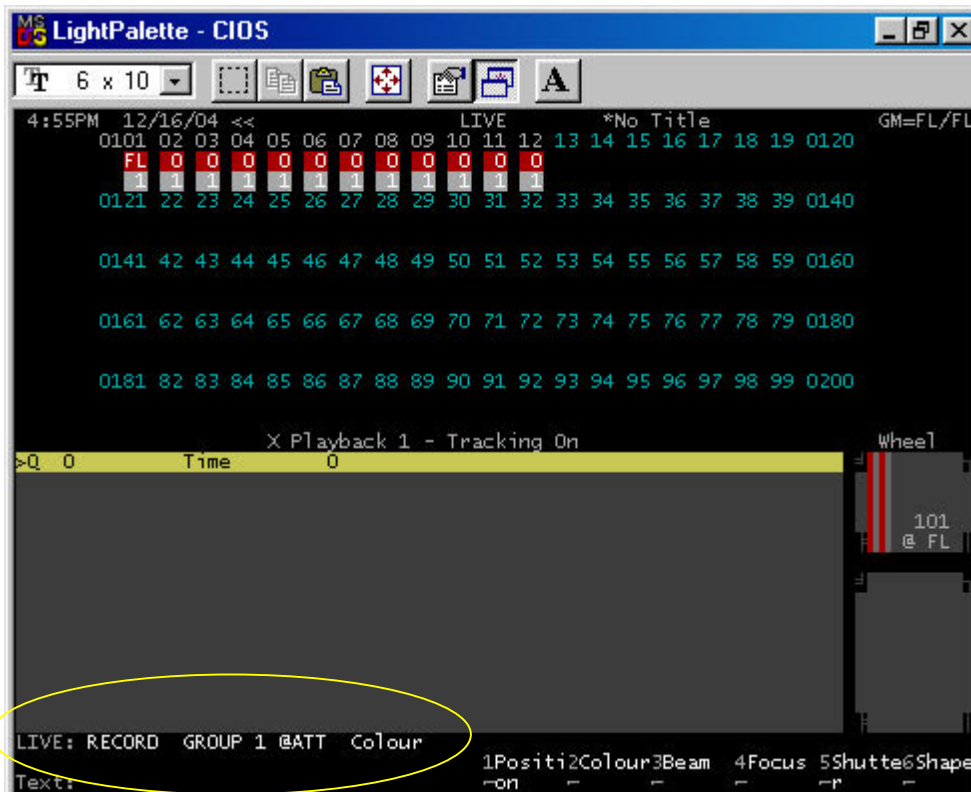 LightPalette - CIOS
6 x 10
A
4:55PM 12/16/04 << LIVE *No Title GM=FL/FL
0101 02 03 04 05 06 07 08 09 10 11 12 13 14 15 16 17 18 19 0120
FL 0 0 0 0 0 0 0 0 0 0 0
1 1 1 1 1 1 1 1 1 1 1 1
0121 22 23 24 25 26 27 28 29 30 31 32 33 34 35 36 37 38 39 0140
0141 42 43 44 45 46 47 48 49 50 51 52 53 54 55 56 57 58 59 0160
0161 62 63 64 65 66 67 68 69 70 71 72 73 74 75 76 77 78 79 0180
0181 82 83 84 85 86 87 88 89 90 91 92 93 94 95 96 97 98 99 0200
X Playback 1 - Tracking On Wheel
>Q 0 Time 0
101
@ FL
LIVE: RECORD GROUP 1 @ATT Colour
1Positi2Colour3Beam 4Focus 5Shutte6Shape
on r
Text: